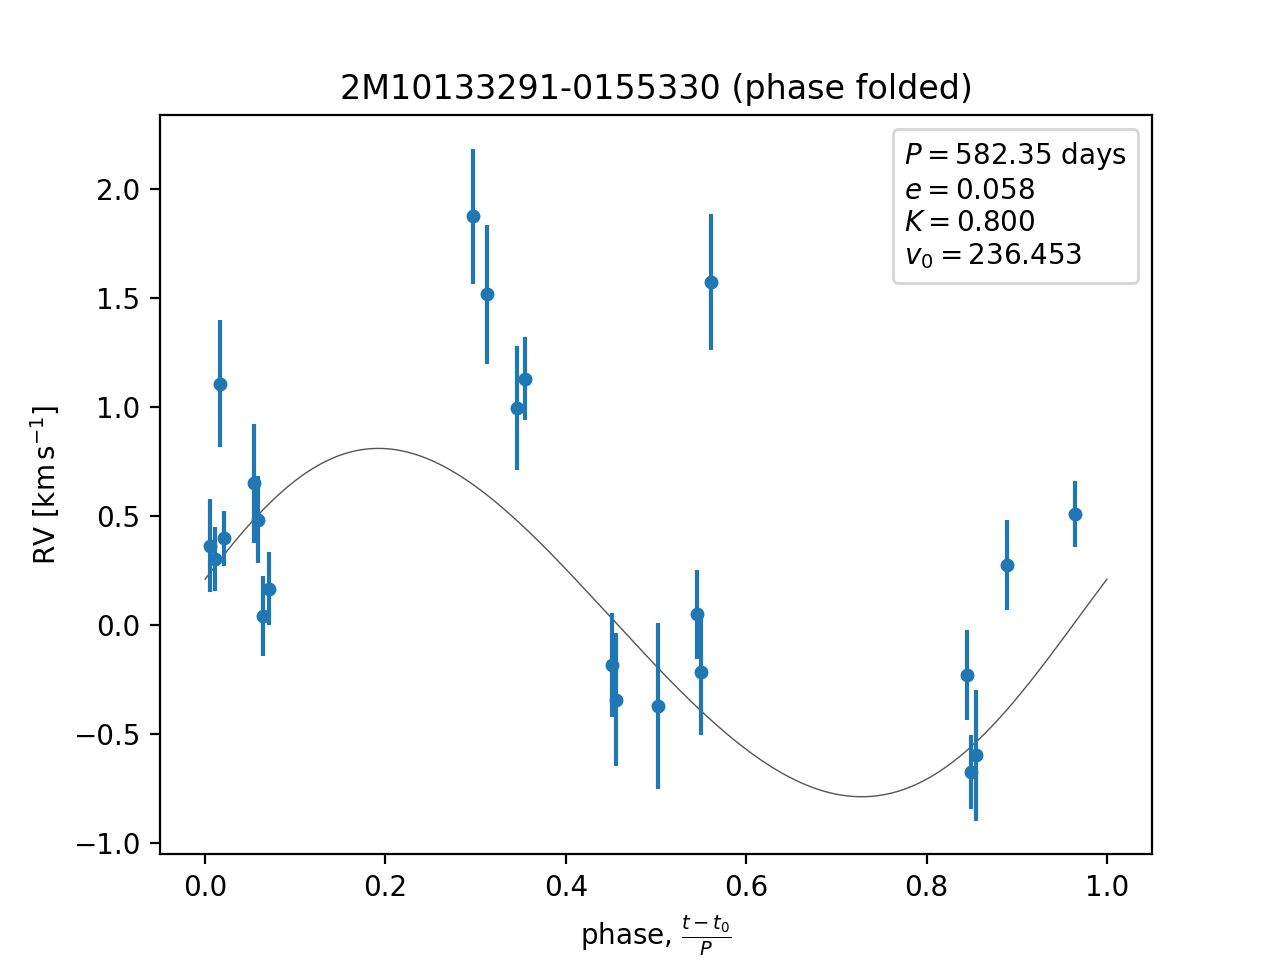 2M10133291-0155330 (phase folded)
P = 582.35 days
e = 0.058
K = 0.800
v₀ = 236.453
2.0
1.5
1.0
0.5
0.0
−0.5
−1.0
RV [km s⁻¹]
0.0 0.2 0.4 0.6 0.8 1.0
phase, (t − t₀)/P